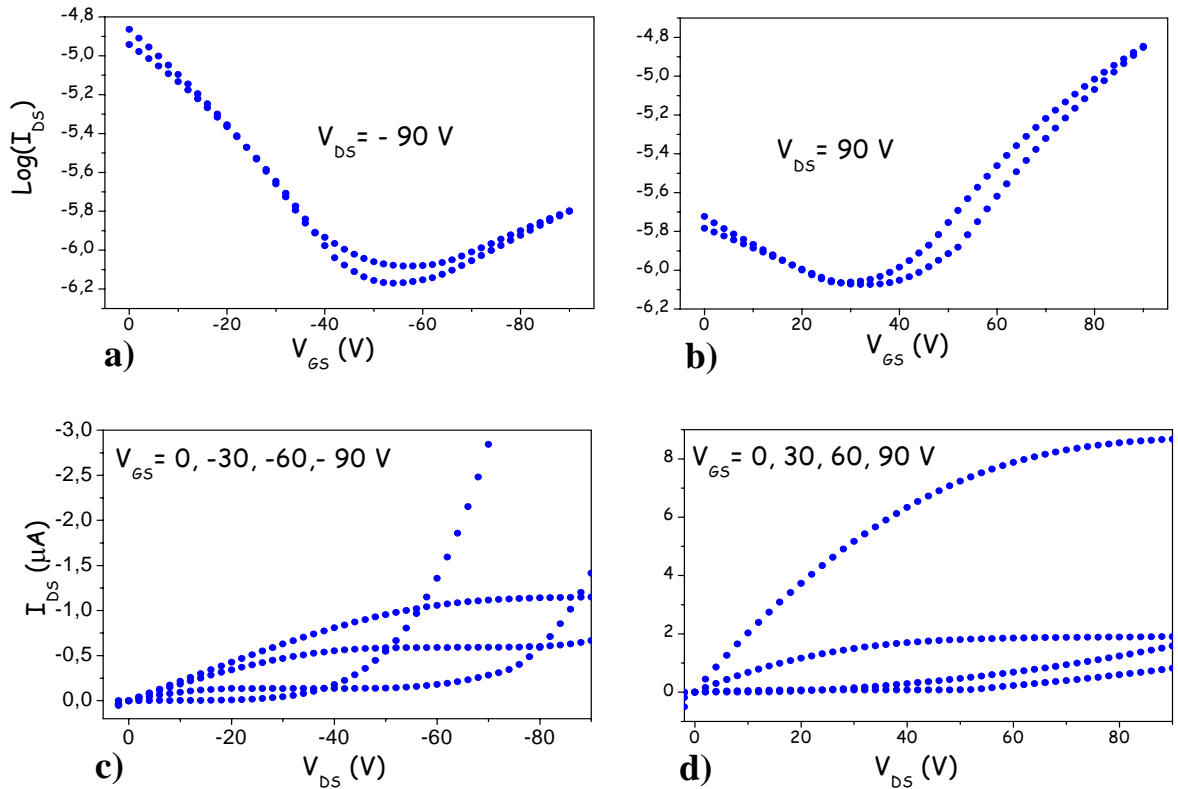 -4,8
-5,0
-5,2
-5,4
-5,6
-5,8
-6,0
-6,2
Log(I_DS)
V_DS= - 90 V
0 -20 -40 -60 -80
V_GS (V)
a)
-4,8
-5,0
-5,2
-5,4
-5,6
-5,8
-6,0
-6,2
V_DS= 90 V
0 20 40 60 80
V_GS (V)
b)
-3,0
-2,5
-2,0
-1,5
-1,0
-0,5
0,0
I_DS (μA)
V_GS= 0, -30, -60,- 90 V
0 -20 -40 -60 -80
V_DS (V)
c)
8
6
4
2
0
V_GS= 0, 30, 60, 90 V
0 20 40 60 80
V_DS (V)
d)